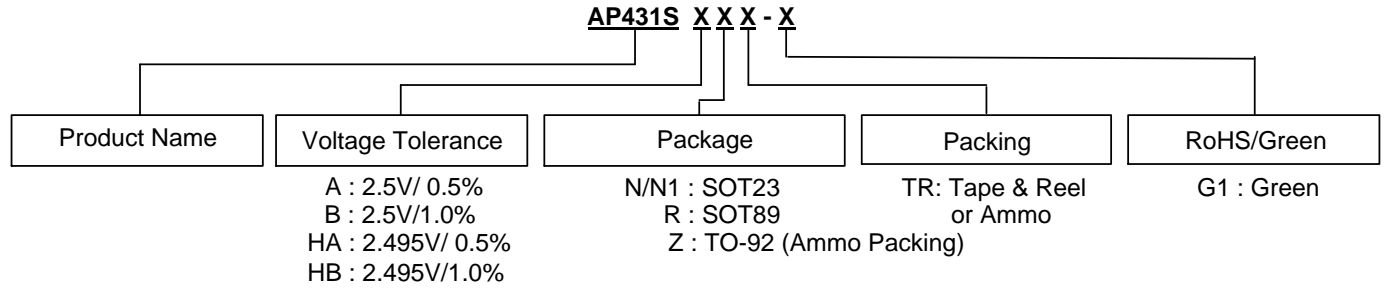 AP431S X X X - X
Product Name
Voltage Tolerance
Package
Packing
RoHS/Green
A : 2.5V/ 0.5%
B : 2.5V/1.0%
HA : 2.495V/ 0.5%
HB : 2.495V/1.0%
N/N1 : SOT23
R : SOT89
Z : TO-92 (Ammo Packing)
TR: Tape & Reel
or Ammo
G1 : Green